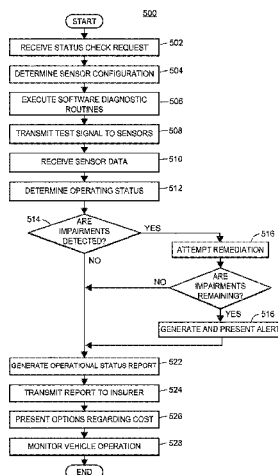 500
START
RECEIVE STATUS CHECK REQUEST 502
DETERMINE SENSOR CONFIGURATION 504
EXECUTE SOFTWARE DIAGNOSTIC
ROUTINES 506
TRANSMIT TEST SIGNAL TO SENSORS 508
RECEIVE SENSOR DATA 510
DETERMINE OPERATING STATUS 512
514 ARE
IMPAIRMENTS
DETECTED?
YES
NO
ATTEMPT REMEDIATION 516
ARE
IMPAIRMENTS
REMAINING?
NO
YES
GENERATE AND PRESENT ALERT 516
GENERATE OPERATIONAL STATUS REPORT 522
TRANSMIT REPORT TO INSURER 524
PRESENT OPTIONS REGARDING COST 526
MONITOR VEHICLE OPERATION 528
END